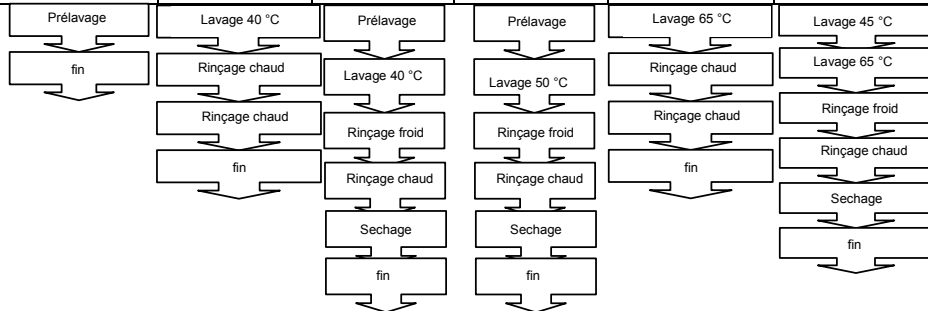 Prélavage
fin
Lavage 40 °C
Rinçage chaud
Rinçage chaud
fin
Prélavage
Lavage 40 °C
Rinçage froid
Rinçage chaud
Sechage
fin
Prélavage
Lavage 50 °C
Rinçage froid
Rinçage chaud
Sechage
fin
Lavage 65 °C
Rinçage chaud
Rinçage chaud
fin
Lavage 45 °C
Lavage 65 °C
Rinçage froid
Rinçage chaud
Sechage
fin